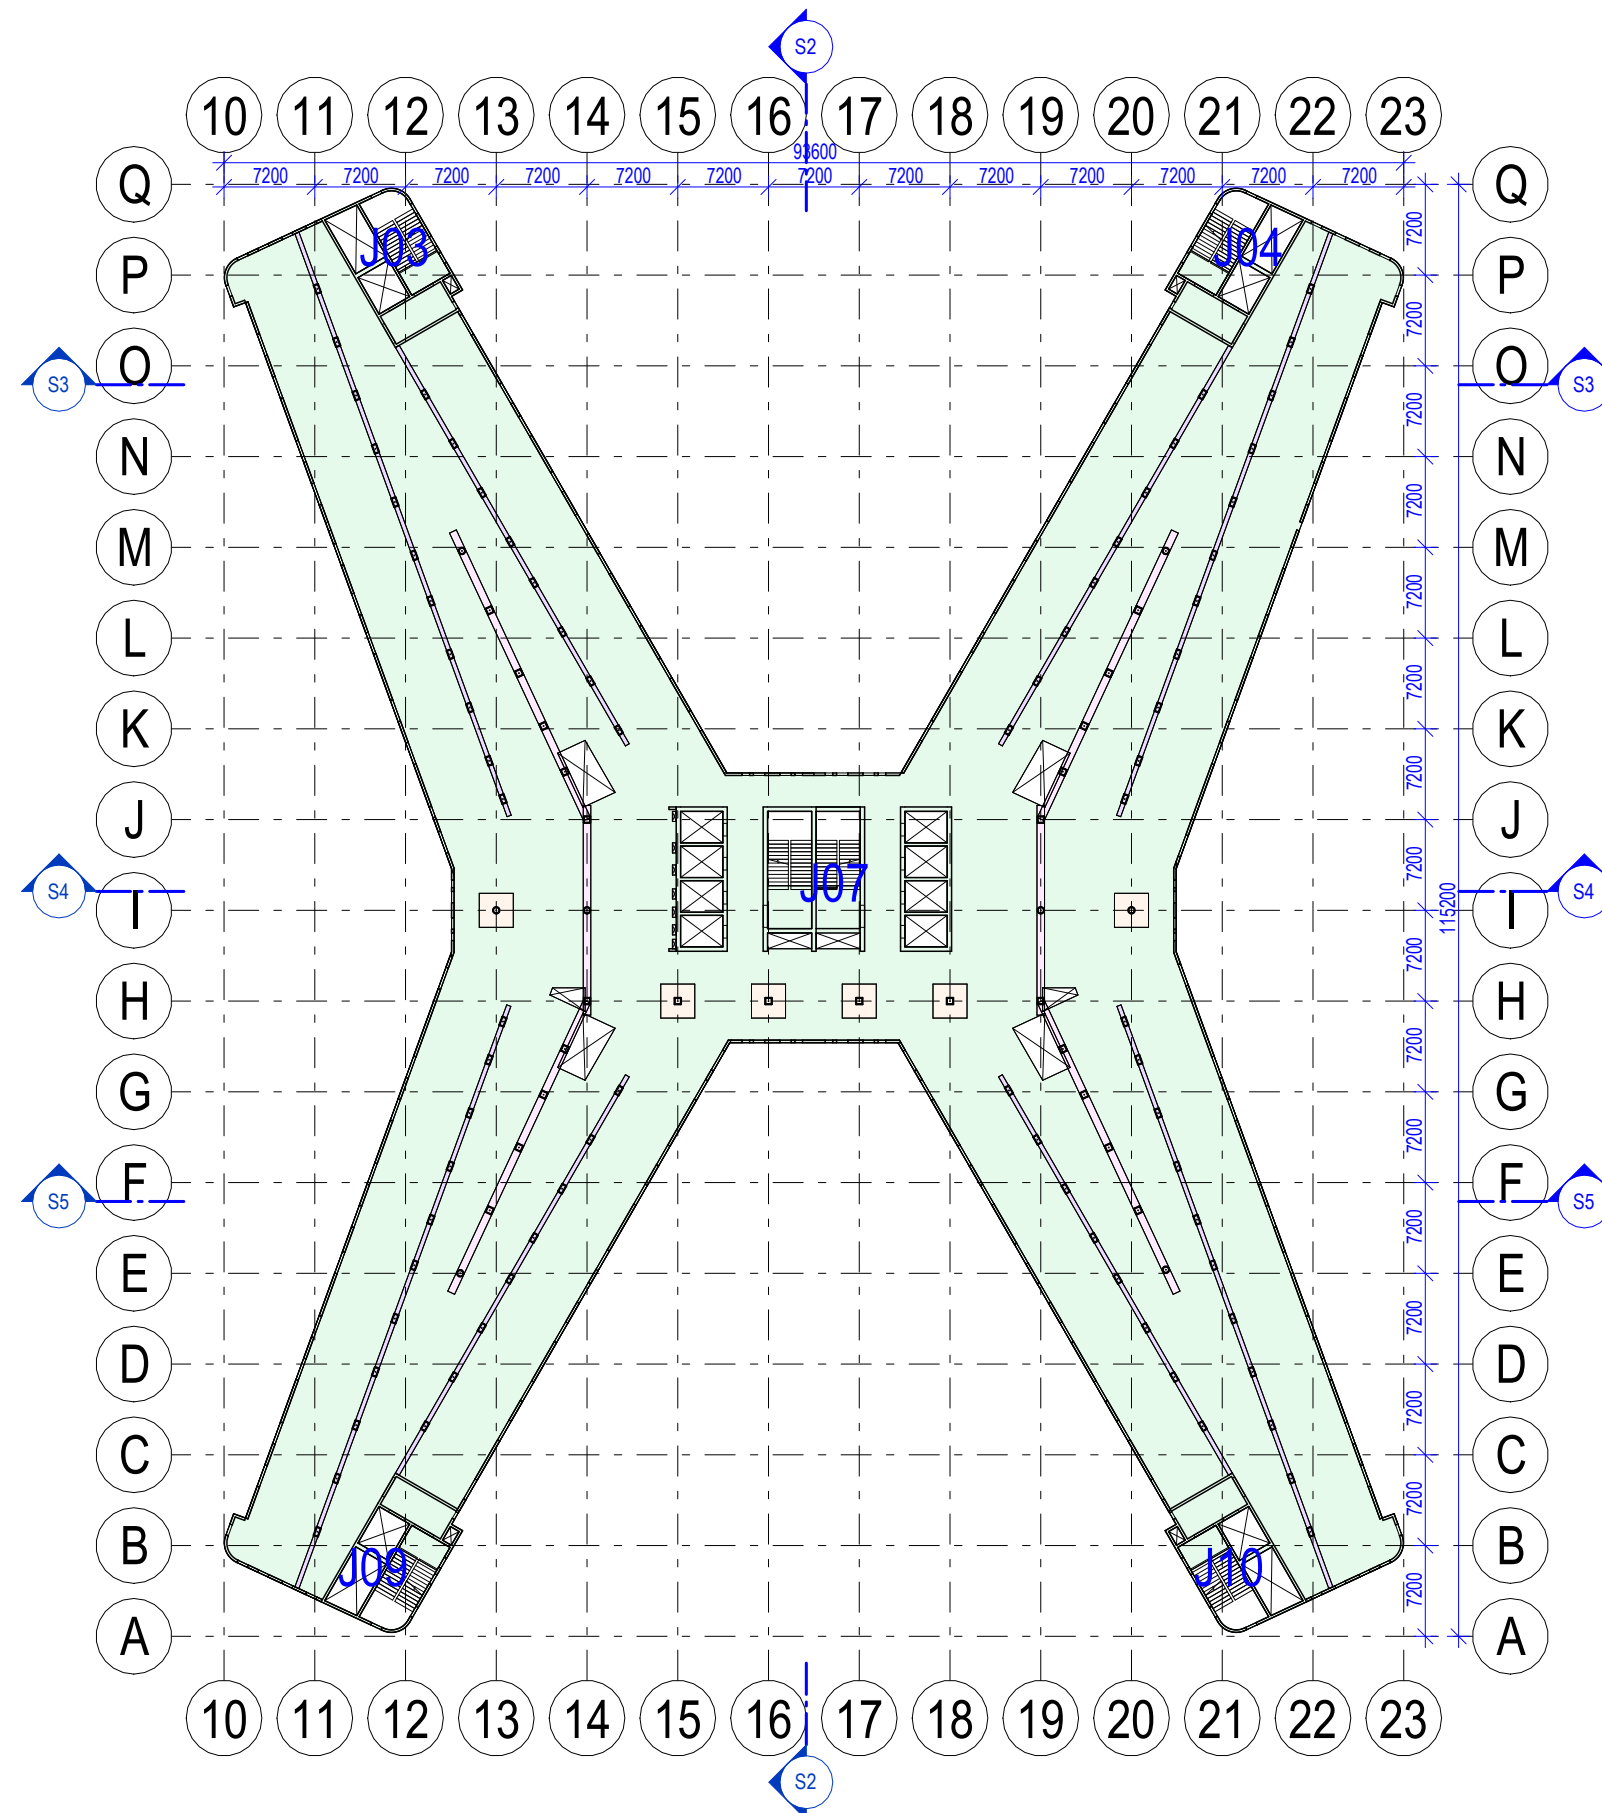 S2
10 11 12 13 14 15 16 17 18 19 20 21 22 23
93600
7200 7200 7200 7200 7200 7200 7200 7200 7200 7200 7200 7200 7200
Q Q
7200
J03 J04
P P
7200
O O
S3 S3
7200
N N
7200
M M
7200
L L
7200
K K
7200
J J
7200
J07
S4 S4
I I
115200
7200
H H
7200
G G
7200
F F
S5 S5
7200
E E
7200
D D
7200
C C
7200
B B
J09 J10
7200
A A
10 11 12 13 14 15 16 17 18 19 20 21 22 23
S2